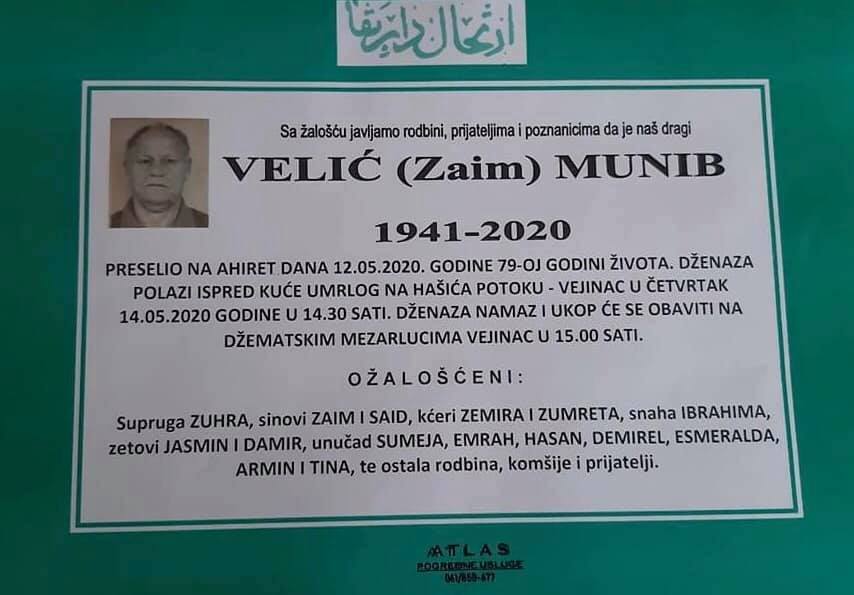 ارتحال دار بقا
Sa žalošću javljamo rodbini, prijateljima i poznanicima da je naš dragi
VELIĆ (Zaim) MUNIB
1941-2020
PRESELIO NA AHIRET DANA 12.05.2020. GODINE 79-OJ GODINI ŽIVOTA. DŽENAZA
POLAZI ISPRED KUĆE UMRLOG NA HAŠIĆA POTOKU - VEJINAC U ČETVRTAK
14.05.2020 GODINE U 14.30 SATI. DŽENAZA NAMAZ I UKOP ĆE SE OBAVITI NA
DŽEMATSKIM MEZARLUCIMA VEJINAC U 15.00 SATI.
OŽALOŠĆENI:
Supruga ZUHRA, sinovi ZAIM I SAID, kćeri ZEMIRA I ZUMRETA, snaha IBRAHIMA,
zetovi JASMIN I DAMIR, unučad SUMEJA, EMRAH, HASAN, DEMIREL, ESMERALDA,
ARMIN I TINA, te ostala rodbina, komšije i prijatelji.
ATLAS
POGREBNE USLUGE
061/859-677